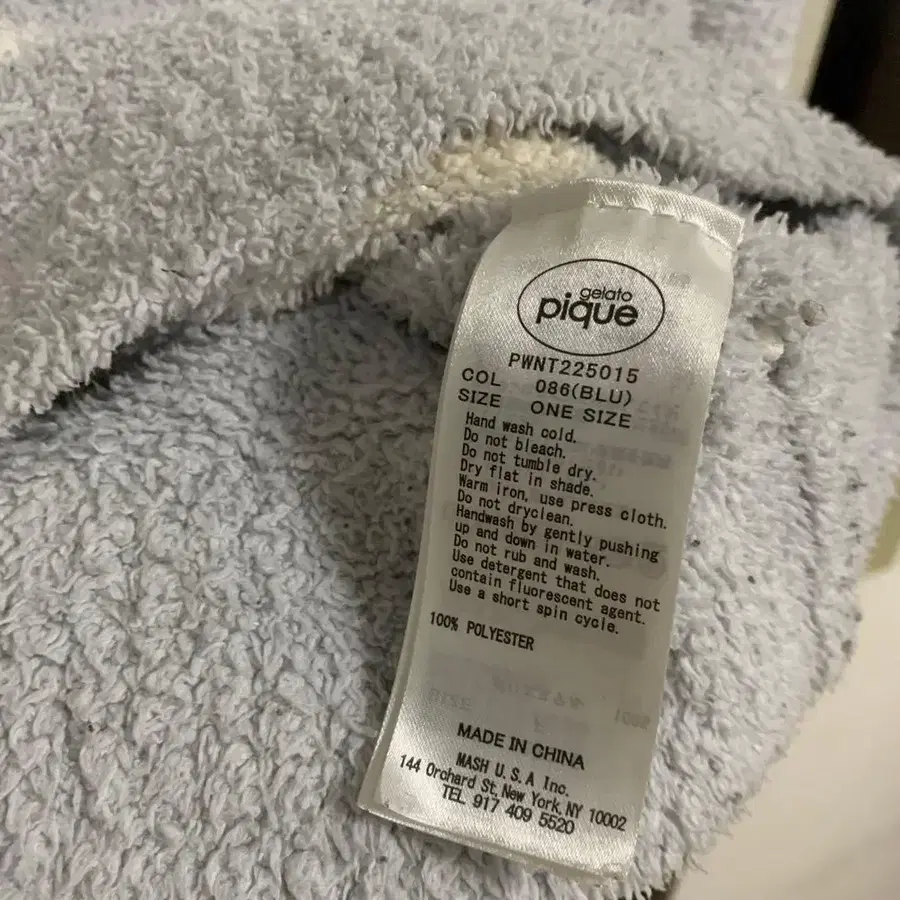 gelato
pique
PWNT225015
COL 086(BLU)
SIZE ONE SIZE
Hand wash cold.
Do not bleach.
Do not tumble dry.
Dry flat in shade.
Warm iron, use press cloth.
Do not dryclean.
Handwash by gently pushing
up and down in water.
Do not rub and wash.
Use detergent that does not
contain fluorescent agent.
Use a short spin cycle.
100% POLYESTER
MADE IN CHINA
MASH U.S.A Inc.
144 Orchard St, New York, NY 10002
TEL 917 409 5520